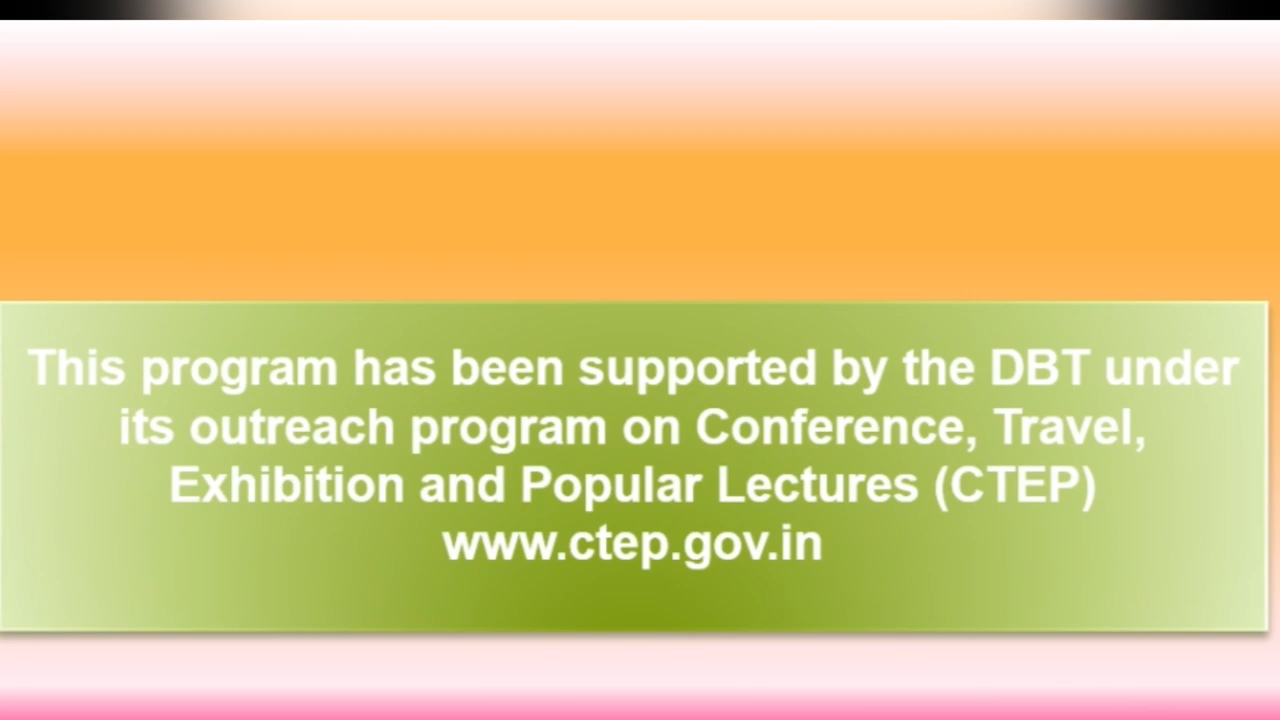 This program has been supported by the DBT under
its outreach program on Conference, Travel,
Exhibition and Popular Lectures (CTEP)
www.ctep.gov.in